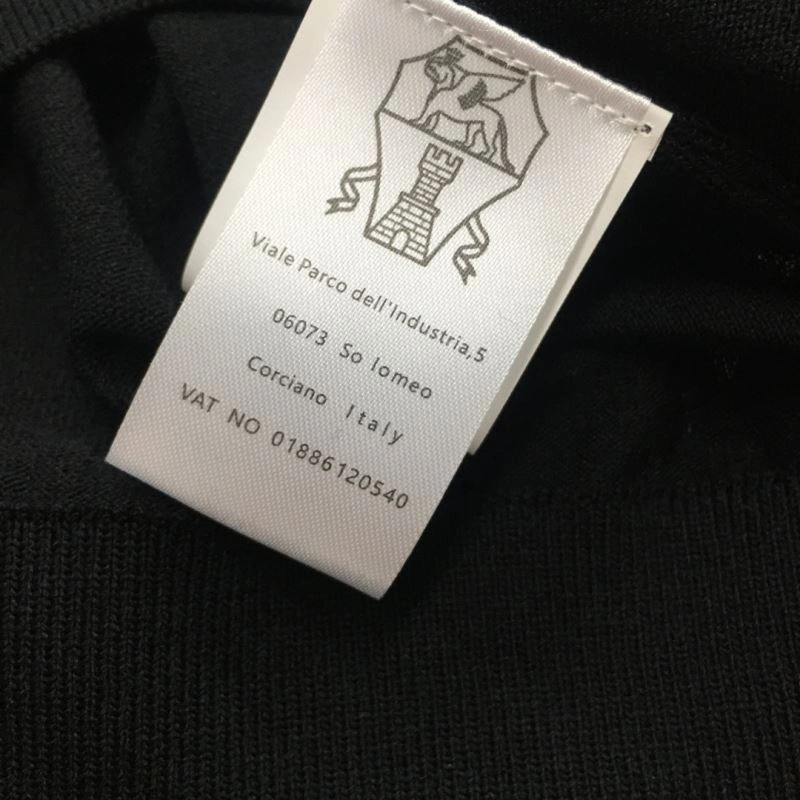 Viale Parco dell'Industria,5
06073 So lomeo
Corciano Italy
VAT NO 01886120540